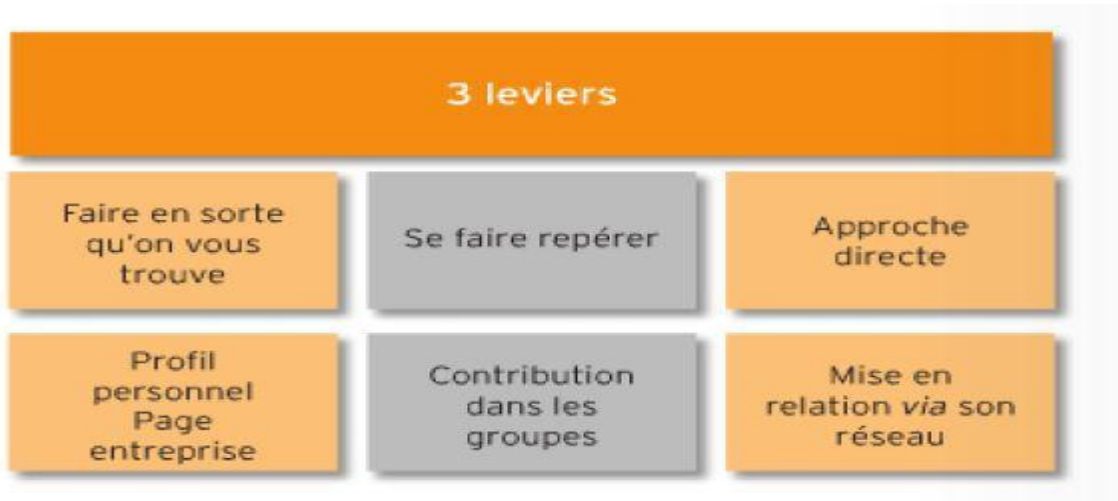 3 leviers
Faire en sorte
qu'on vous
trouve
Se faire repérer
Approche
directe
Profil
personnel
Page
entreprise
Contribution
dans les
groupes
Mise en
relation via son
réseau